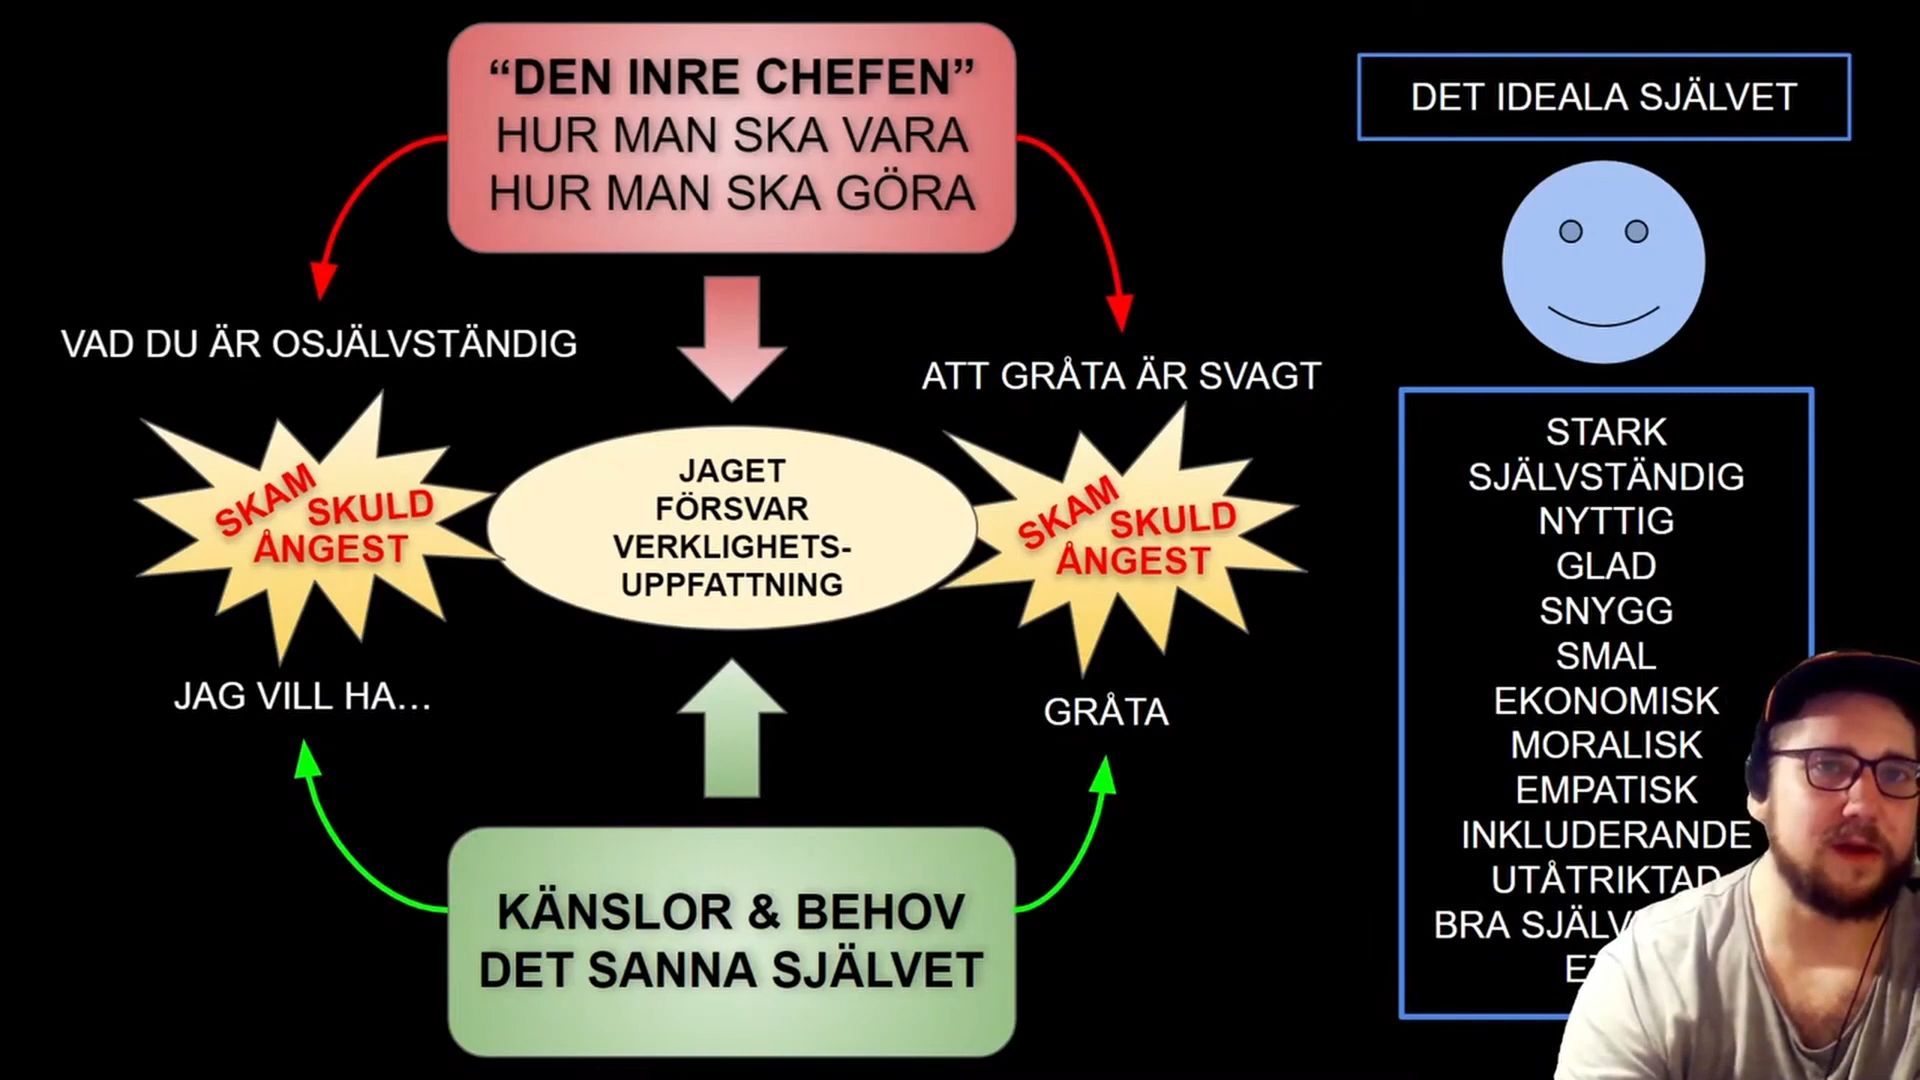 “DEN INRE CHEFEN”
HUR MAN SKA VARA
HUR MAN SKA GÖRA
VAD DU ÄR OSJÄLVSTÄNDIG
ATT GRÅTA ÄR SVAGT
SKAM
SKULD
ÅNGEST
JAGET
FÖRSVAR
VERKLIGHETS-
UPPFATTNING
SKAM
SKULD
ÅNGEST
JAG VILL HA...
GRÅTA
KÄNSLOR & BEHOV
DET SANNA SJÄLVET
DET IDEALA SJÄLVET
STARK
SJÄLVSTÄNDIG
NYTTIG
GLAD
SNYGG
SMAL
EKONOMISK
MORALISK
EMPATISK
INKLUDERANDE
UTÅTRIKTAD
BRA